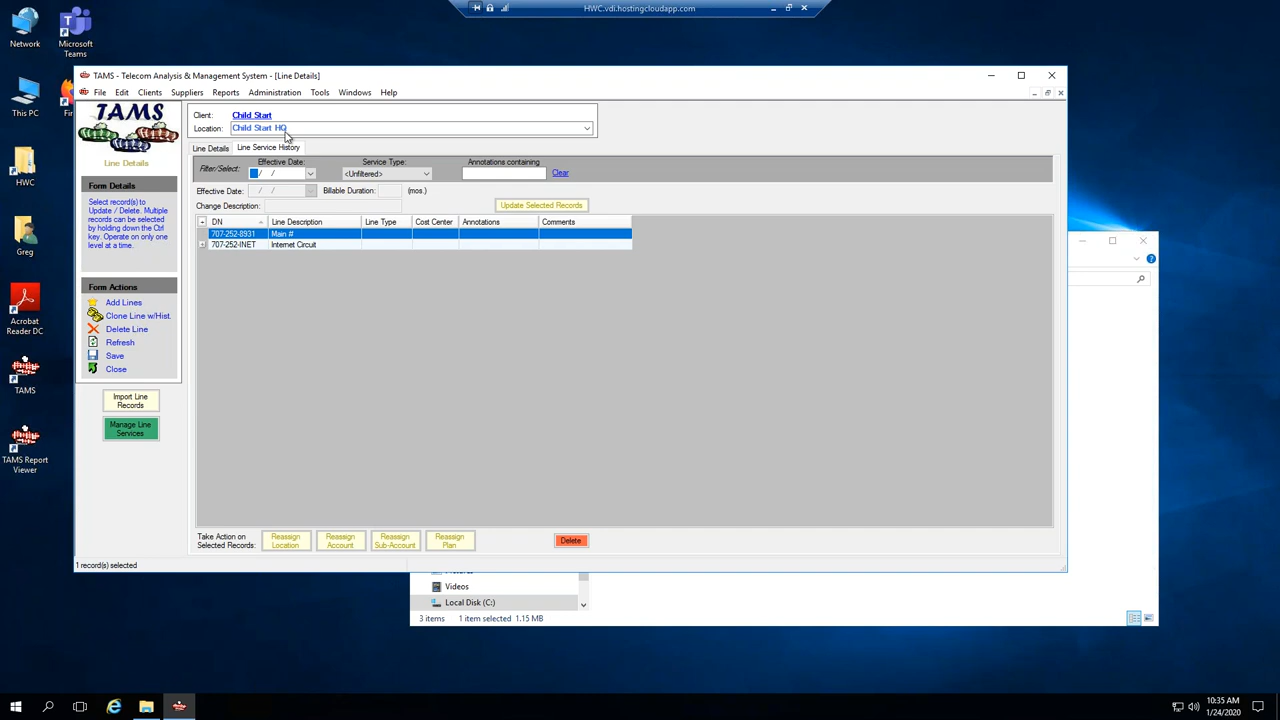 HWC.vdi.hostingcloudapp.com
Network
Microsoft
Teams
This PC
HWC
Greg
Acrobat
Reader DC
TAMS
TAMS Report
Viewer
TAMS - Telecom Analysis & Management System - [Line Details]
File Edit Clients Suppliers Reports Administration Tools Windows Help
TAMS
Line Details
Form Details
Select record(s) to
Update / Delete. Multiple
records can be selected
by holding down the Ctrl
key. Operate on only one
level at a time.
Form Actions
Add Lines
Clone Line w/Hist.
Delete Line
Refresh
Save
Close
Import Line
Records
Manage Line
Services
Client: Child Start
Location: Child Start HQ
Line Details Line Service History
Filter/Select: Effective Date: Service Type: Annotations containing
/ / <Unfiltered> Clear
Effective Date: / / Billable Duration: (mos.)
Change Description: Update Selected Records
DN Line Description Line Type Cost Center Annotations Comments
707-252-8931 Main #
707-252-INET Internet Circuit
Take Action on
Selected Records:
Reassign
Location
Reassign
Account
Reassign
Sub-Account
Reassign
Plan
Delete
1 record(s) selected
Videos
Local Disk (C:)
3 items 1 item selected 1.15 MB
10:35 AM
1/24/2020